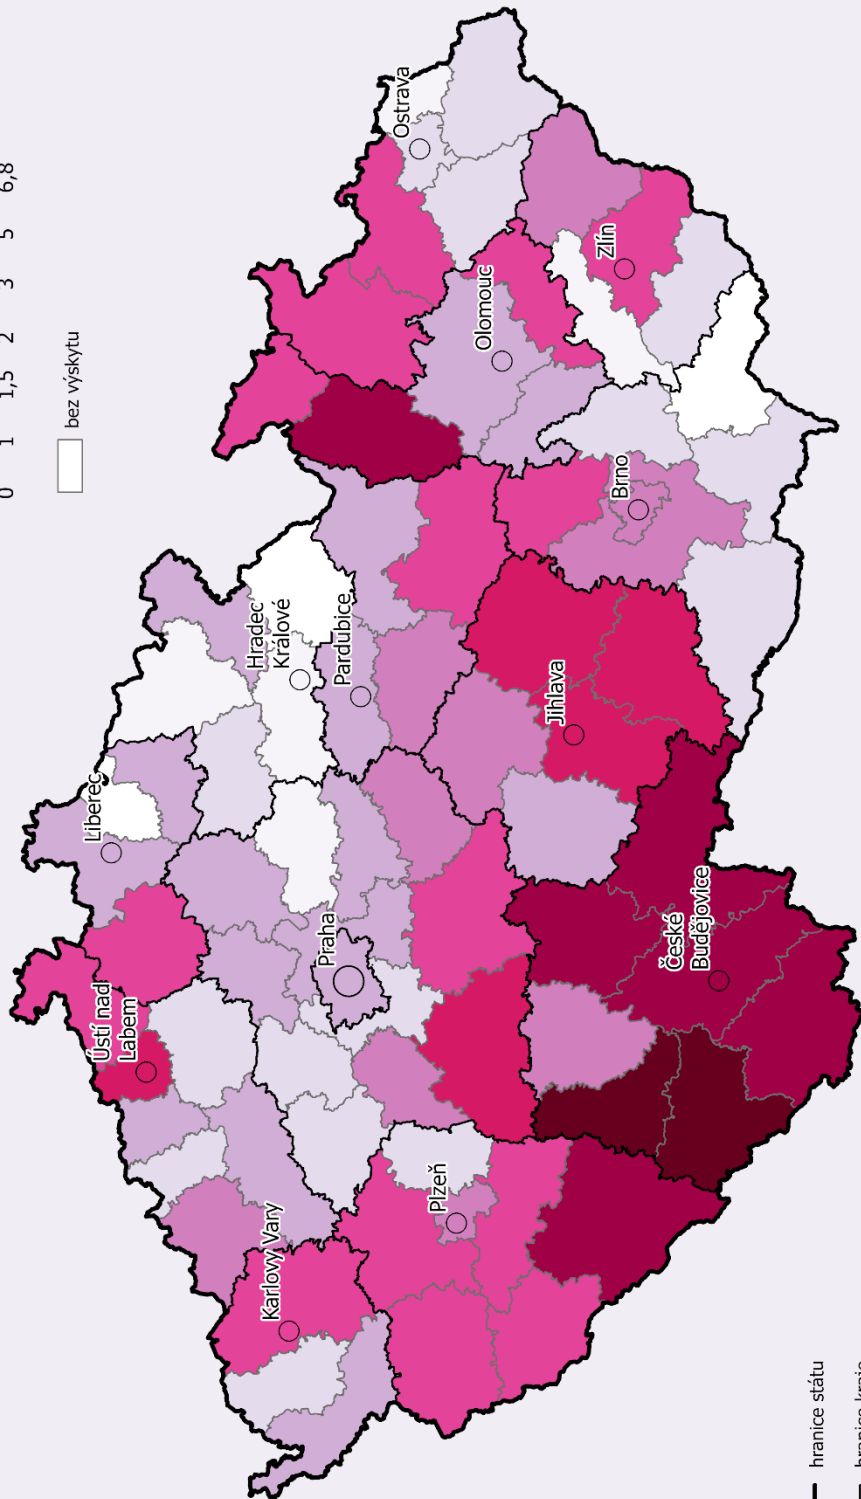 0 1 1,5 2 3 5 6,8
bez výskytu
Liberec
Ústí nad
Labem
Karlovy Vary
Praha
Hradec
Králové
Pardubice
Plzeň
Ostrava
Olomouc
Jihlava
Brno
Zlín
České
Budějovice
hranice státu